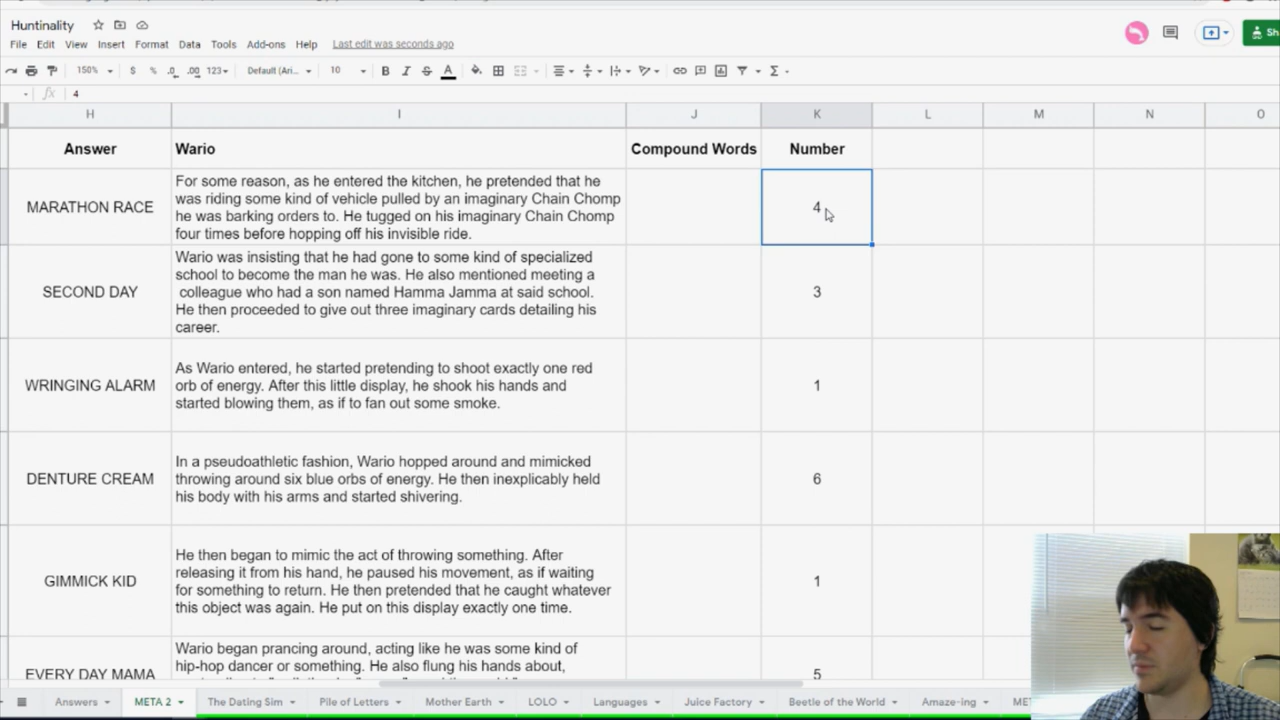 Huntinality
File Edit View Insert Format Data Tools Add-ons Help Last edit was seconds ago
150% $ % .0 .00 123 Default (Ari... 10 B I S A
fx 4
H I J K L M N O
Answer Wario Compound Words Number
MARATHON RACE
For some reason, as he entered the kitchen, he pretended that he
was riding some kind of vehicle pulled by an imaginary Chain Chomp
he was barking orders to. He tugged on his imaginary Chain Chomp
four times before hopping off his invisible ride.
4
SECOND DAY
Wario was insisting that he had gone to some kind of specialized
school to become the man he was. He also mentioned meeting a
colleague who had a son named Hamma Jamma at said school.
He then proceeded to give out three imaginary cards detailing his
career.
3
WRINGING ALARM
As Wario entered, he started pretending to shoot exactly one red
orb of energy. After this little display, he shook his hands and
started blowing them, as if to fan out some smoke.
1
DENTURE CREAM
In a pseudoathletic fashion, Wario hopped around and mimicked
throwing around six blue orbs of energy. He then inexplicably held
his body with his arms and started shivering.
6
GIMMICK KID
He then began to mimic the act of throwing something. After
releasing it from his hand, he paused his movement, as if waiting
for something to return. He then pretended that he caught whatever
this object was again. He put on this display exactly one time.
1
EVERY DAY MAMA
Wario began prancing around, acting like he was some kind of
hip-hop dancer or something. He also flung his hands about,
5
Answers META 2 The Dating Sim Pile of Letters Mother Earth LOLO Languages Juice Factory Beetle of the World Amaze-ing